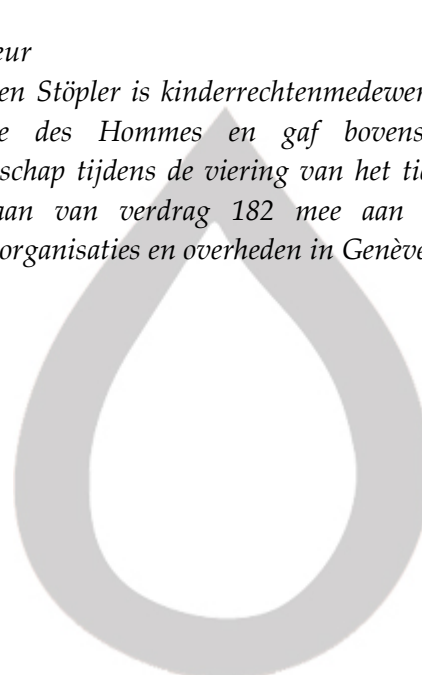 eur
en Stöpler is kinderrechtenmedewer
e des Hommes en gaf bovens
schap tijdens de viering van het tie
aan van verdrag 182 mee aan
organisaties en overheden in Genève